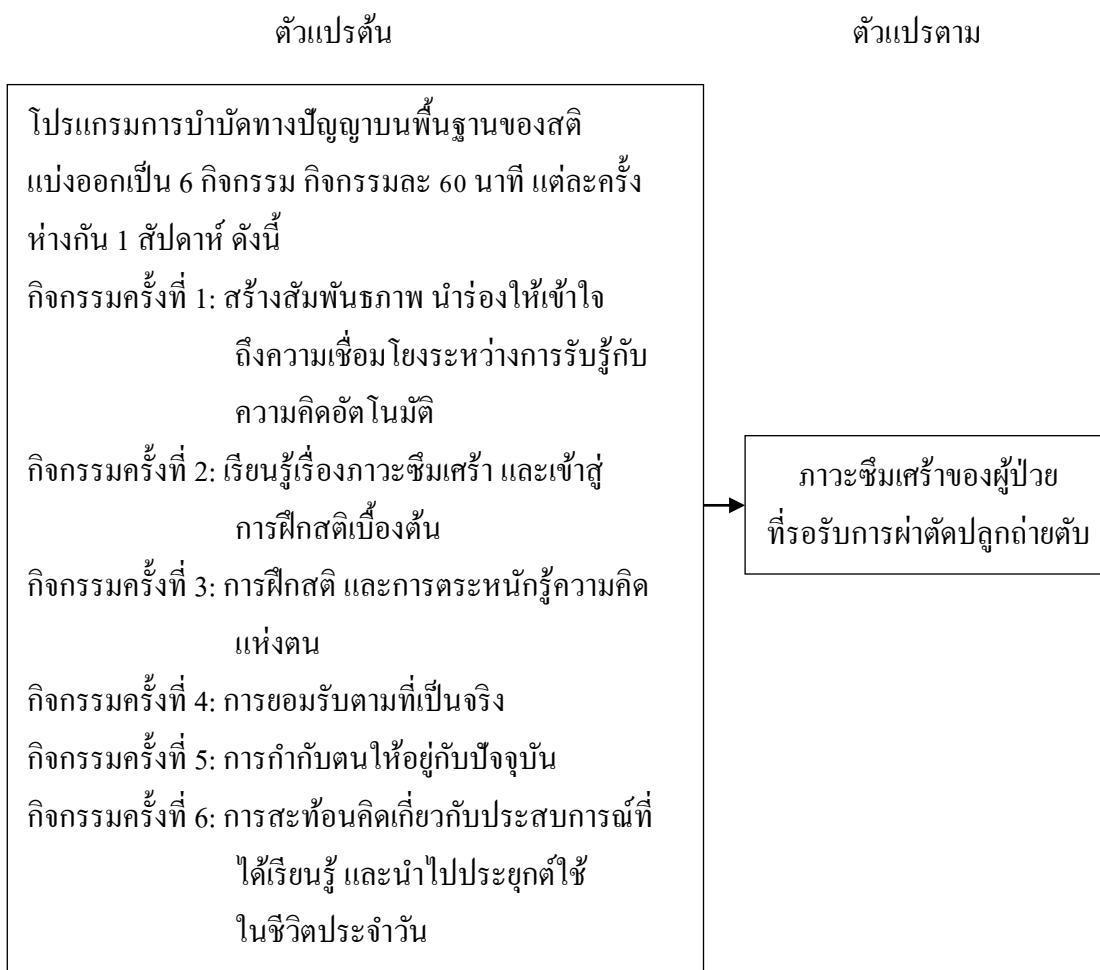 ตัวแปรต้น
ตัวแปรตาม
โปรแกรมการบำบัดทางปัญญาบนพื้นฐานของสติ
แบ่งออกเป็น 6 กิจกรรม กิจกรรมละ 60 นาที แต่ละครั้ง
ห่างกัน 1 สัปดาห์ ดังนี้
กิจกรรมครั้งที่ 1: สร้างสัมพันธภาพ นำร่องให้เข้าใจ
ถึงความเชื่อมโยงระหว่างการรับรู้กับ
ความคิดอัตโนมัติ
กิจกรรมครั้งที่ 2: เรียนรู้เรื่องภาวะซึมเศร้า และเข้าสู่
การฝึกสติเบื้องต้น
กิจกรรมครั้งที่ 3: การฝึกสติ และการตระหนักรู้ความคิด
แห่งตน
กิจกรรมครั้งที่ 4: การยอมรับตามที่เป็นจริง
กิจกรรมครั้งที่ 5: การกำกับตนให้อยู่กับปัจจุบัน
กิจกรรมครั้งที่ 6: การสะท้อนคิดเกี่ยวกับประสบการณ์ที่
ได้เรียนรู้ และนำไปประยุกต์ใช้
ในชีวิตประจำวัน
ภาวะซึมเศร้าของผู้ป่วย
ที่รอรับการผ่าตัดปลูกถ่ายตับ